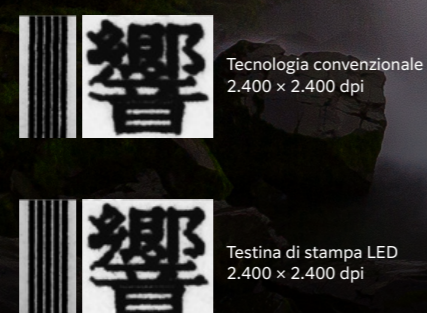 響
Tecnologia convenzionale
2.400 × 2.400 dpi
響
Testina di stampa LED
2.400 × 2.400 dpi